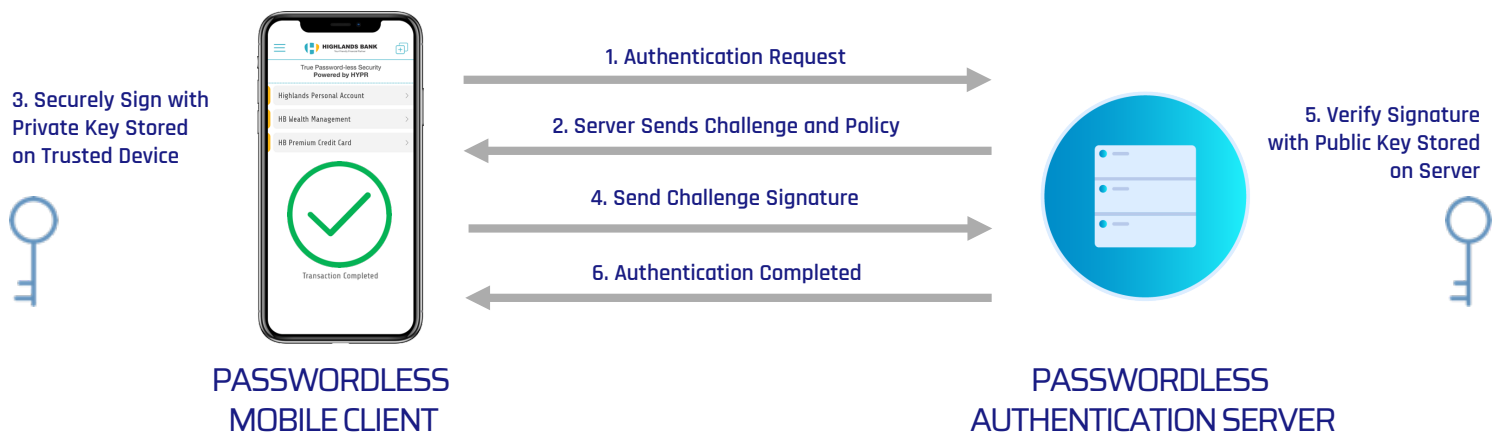 HIGHLANDS BANK
True Password-less Security
Powered by HYPR
Highlands Personal Account
HB Wealth Management
HB Premium Credit Card
Transaction Completed
3. Securely Sign with
Private Key Stored
on Trusted Device
1. Authentication Request
2. Server Sends Challenge and Policy
4. Send Challenge Signature
6. Authentication Completed
5. Verify Signature
with Public Key Stored
on Server
PASSWORDLESS
MOBILE CLIENT
PASSWORDLESS
AUTHENTICATION SERVER